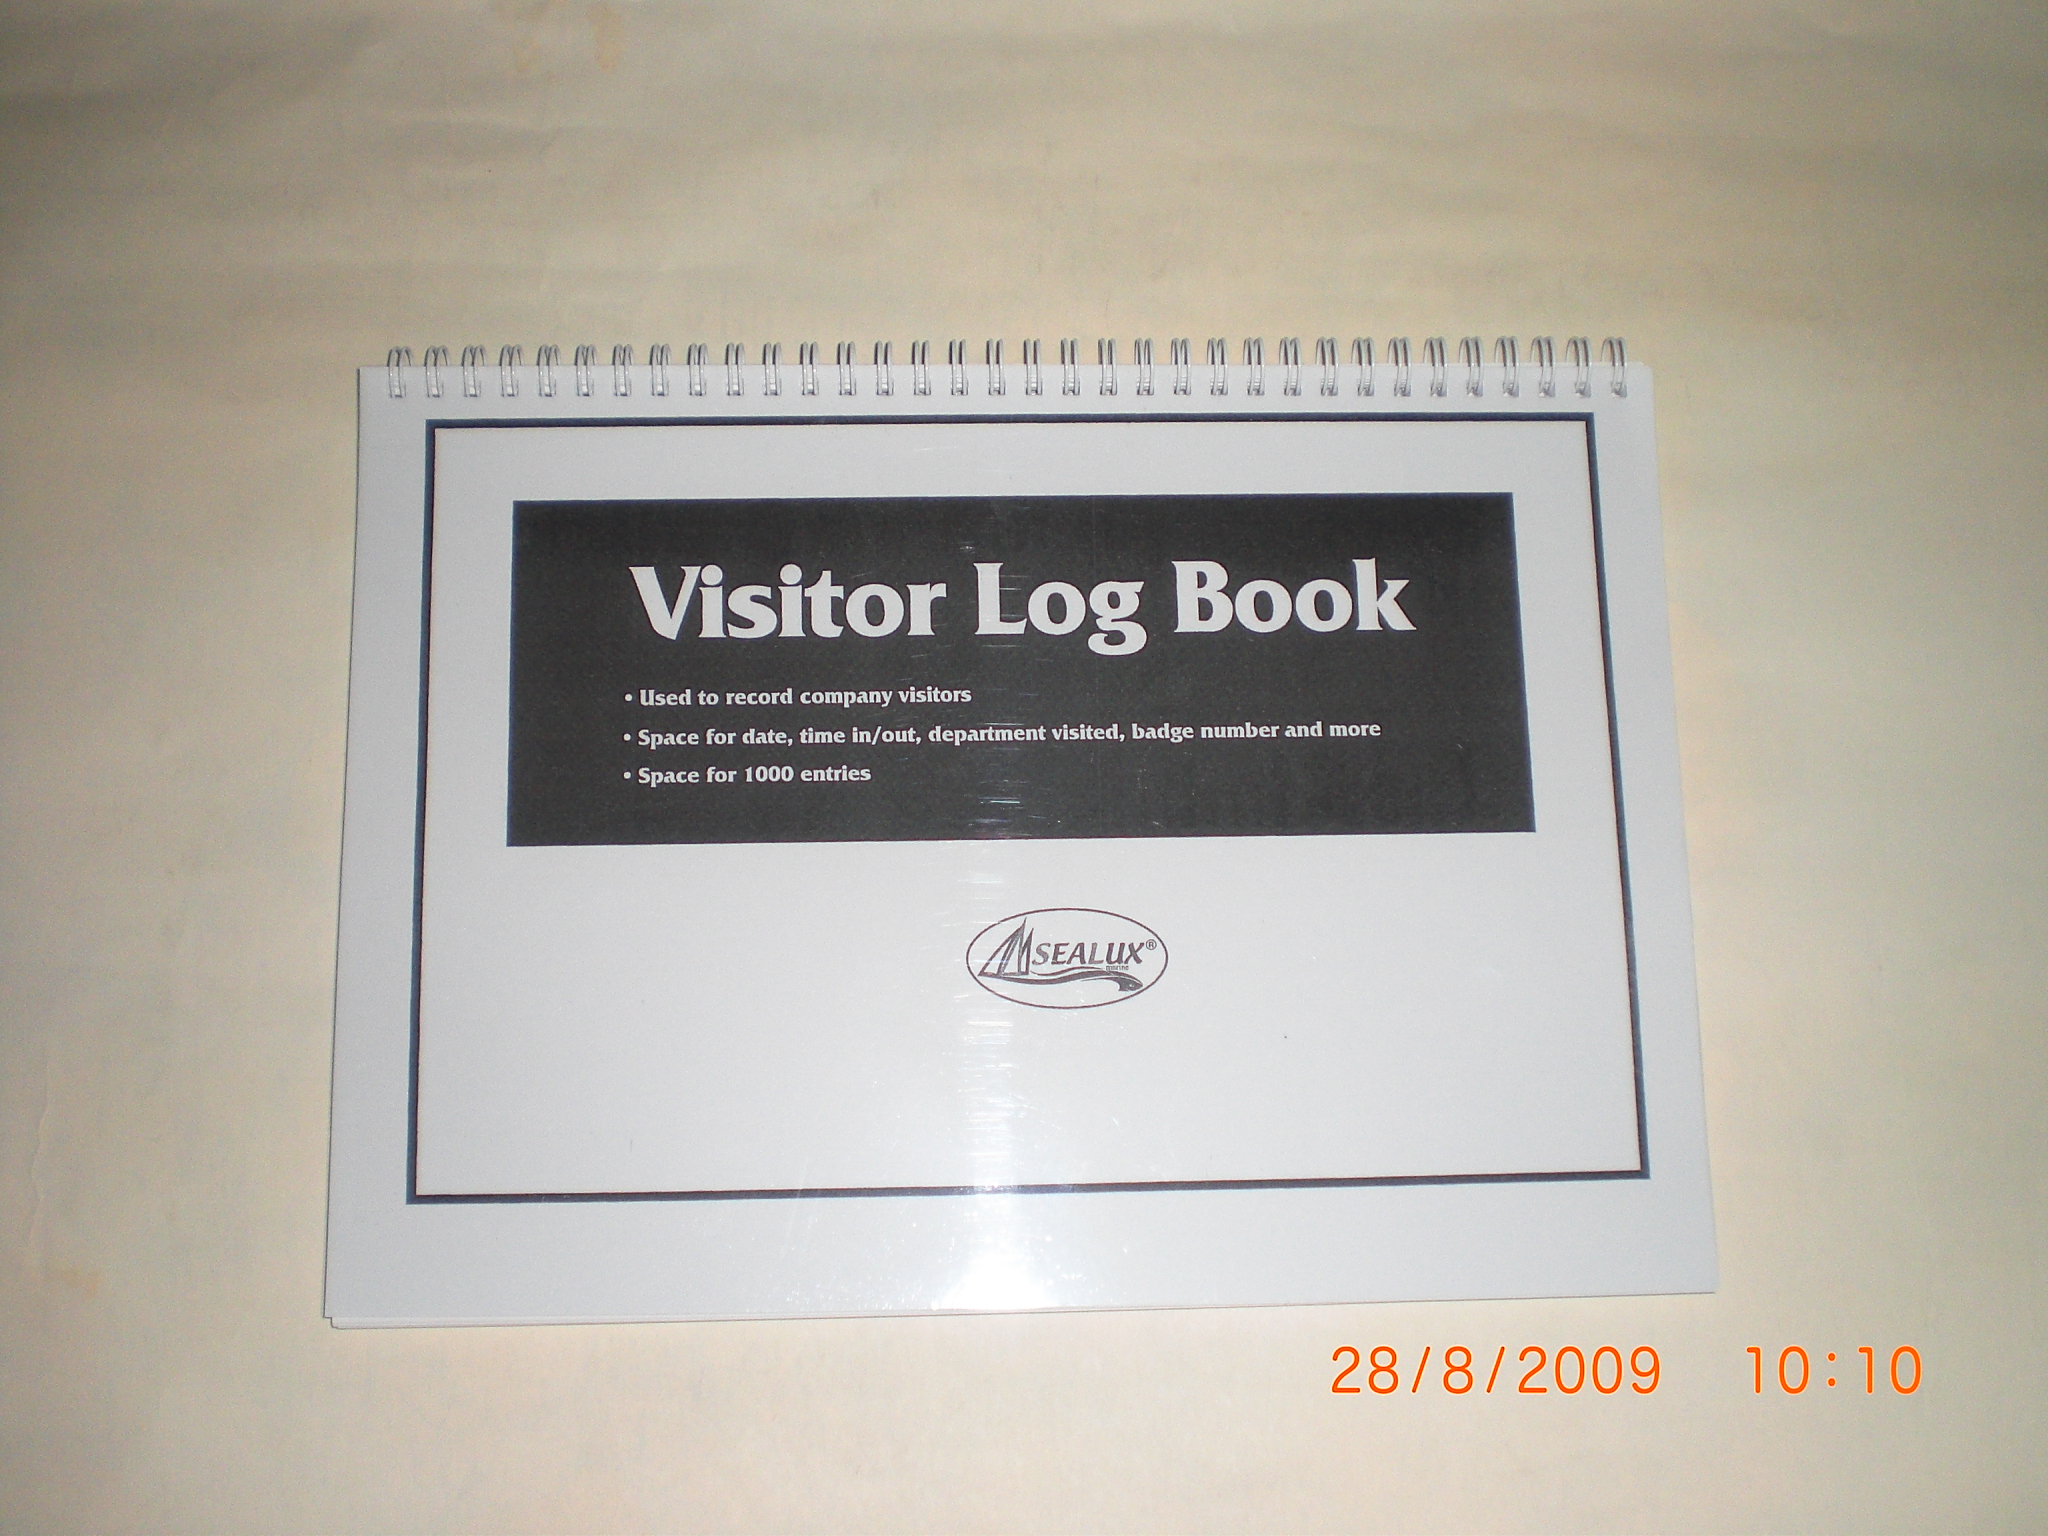 Visitor Log Book
• Used to record company visitors
• Space for date, time in/out, department visited, badge number and more
• Space for 1000 entries
SEALUX®
marine
28/8/2009 10:10